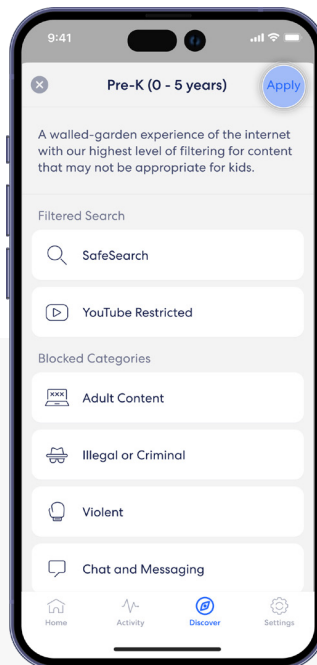 9:41
Pre-K (0 - 5 years)
Apply
A walled-garden experience of the internet
with our highest level of filtering for content
that may not be appropriate for kids.
Filtered Search
SafeSearch
YouTube Restricted
Blocked Categories
XXX
Adult Content
Illegal or Criminal
Violent
Chat and Messaging
Home
Activity
Discover
Settings